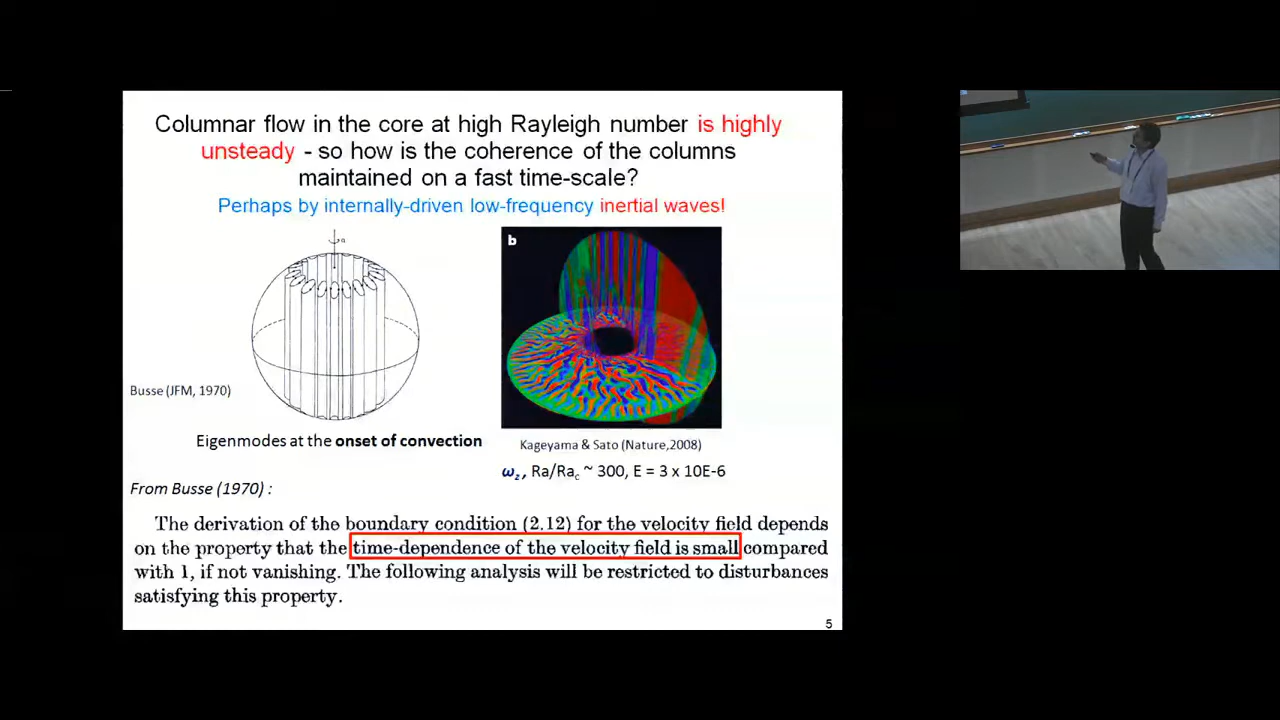 Columnar flow in the core at high Rayleigh number is highly
unsteady - so how is the coherence of the columns
maintained on a fast time-scale?
Perhaps by internally-driven low-frequency inertial waves!
b
Busse (JFM, 1970)
Eigenmodes at the onset of convection
Kageyama & Sato (Nature,2008)
ωz , Ra/Rac ~ 300, E = 3 x 10E-6
From Busse (1970) :
The derivation of the boundary condition (2.12) for the velocity field depends
on the property that the time-dependence of the velocity field is small compared
with 1, if not vanishing. The following analysis will be restricted to disturbances
satisfying this property.
5